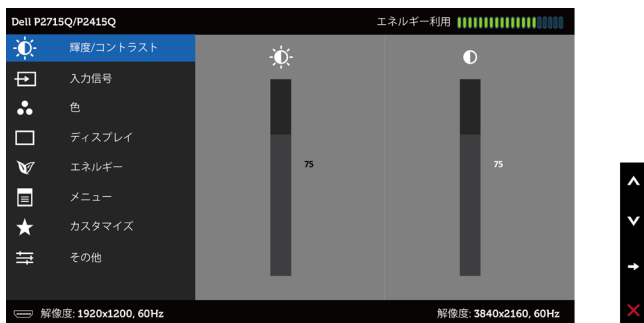 Dell P2715Q/P2415Q エネルギー利用
輝度/コントラスト
入力信号
色
ディスプレイ
エネルギー
メニュー
カスタマイズ
その他
75 75
解像度: 1920x1200, 60Hz 解像度: 3840x2160, 60Hz